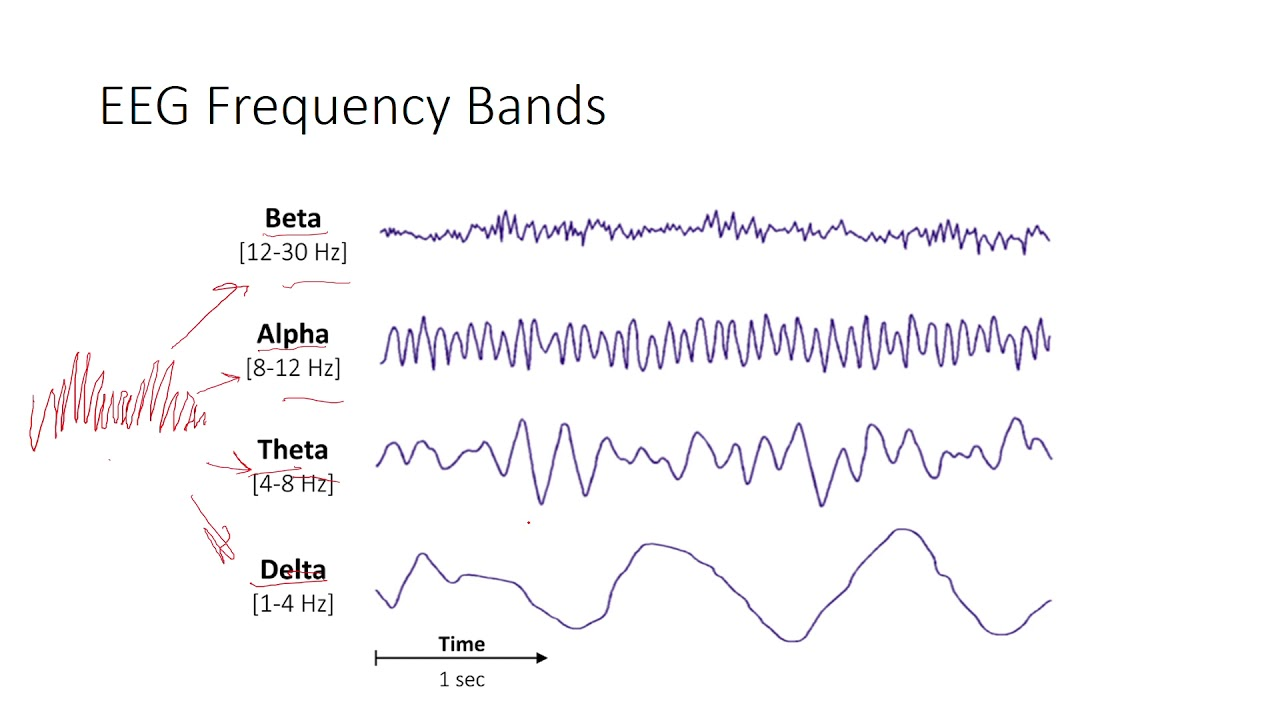 EEG Frequency Bands
Beta
[12-30 Hz]
Alpha
[8-12 Hz]
Theta
[4-8 Hz]
Delta
[1-4 Hz]
Time
1 sec